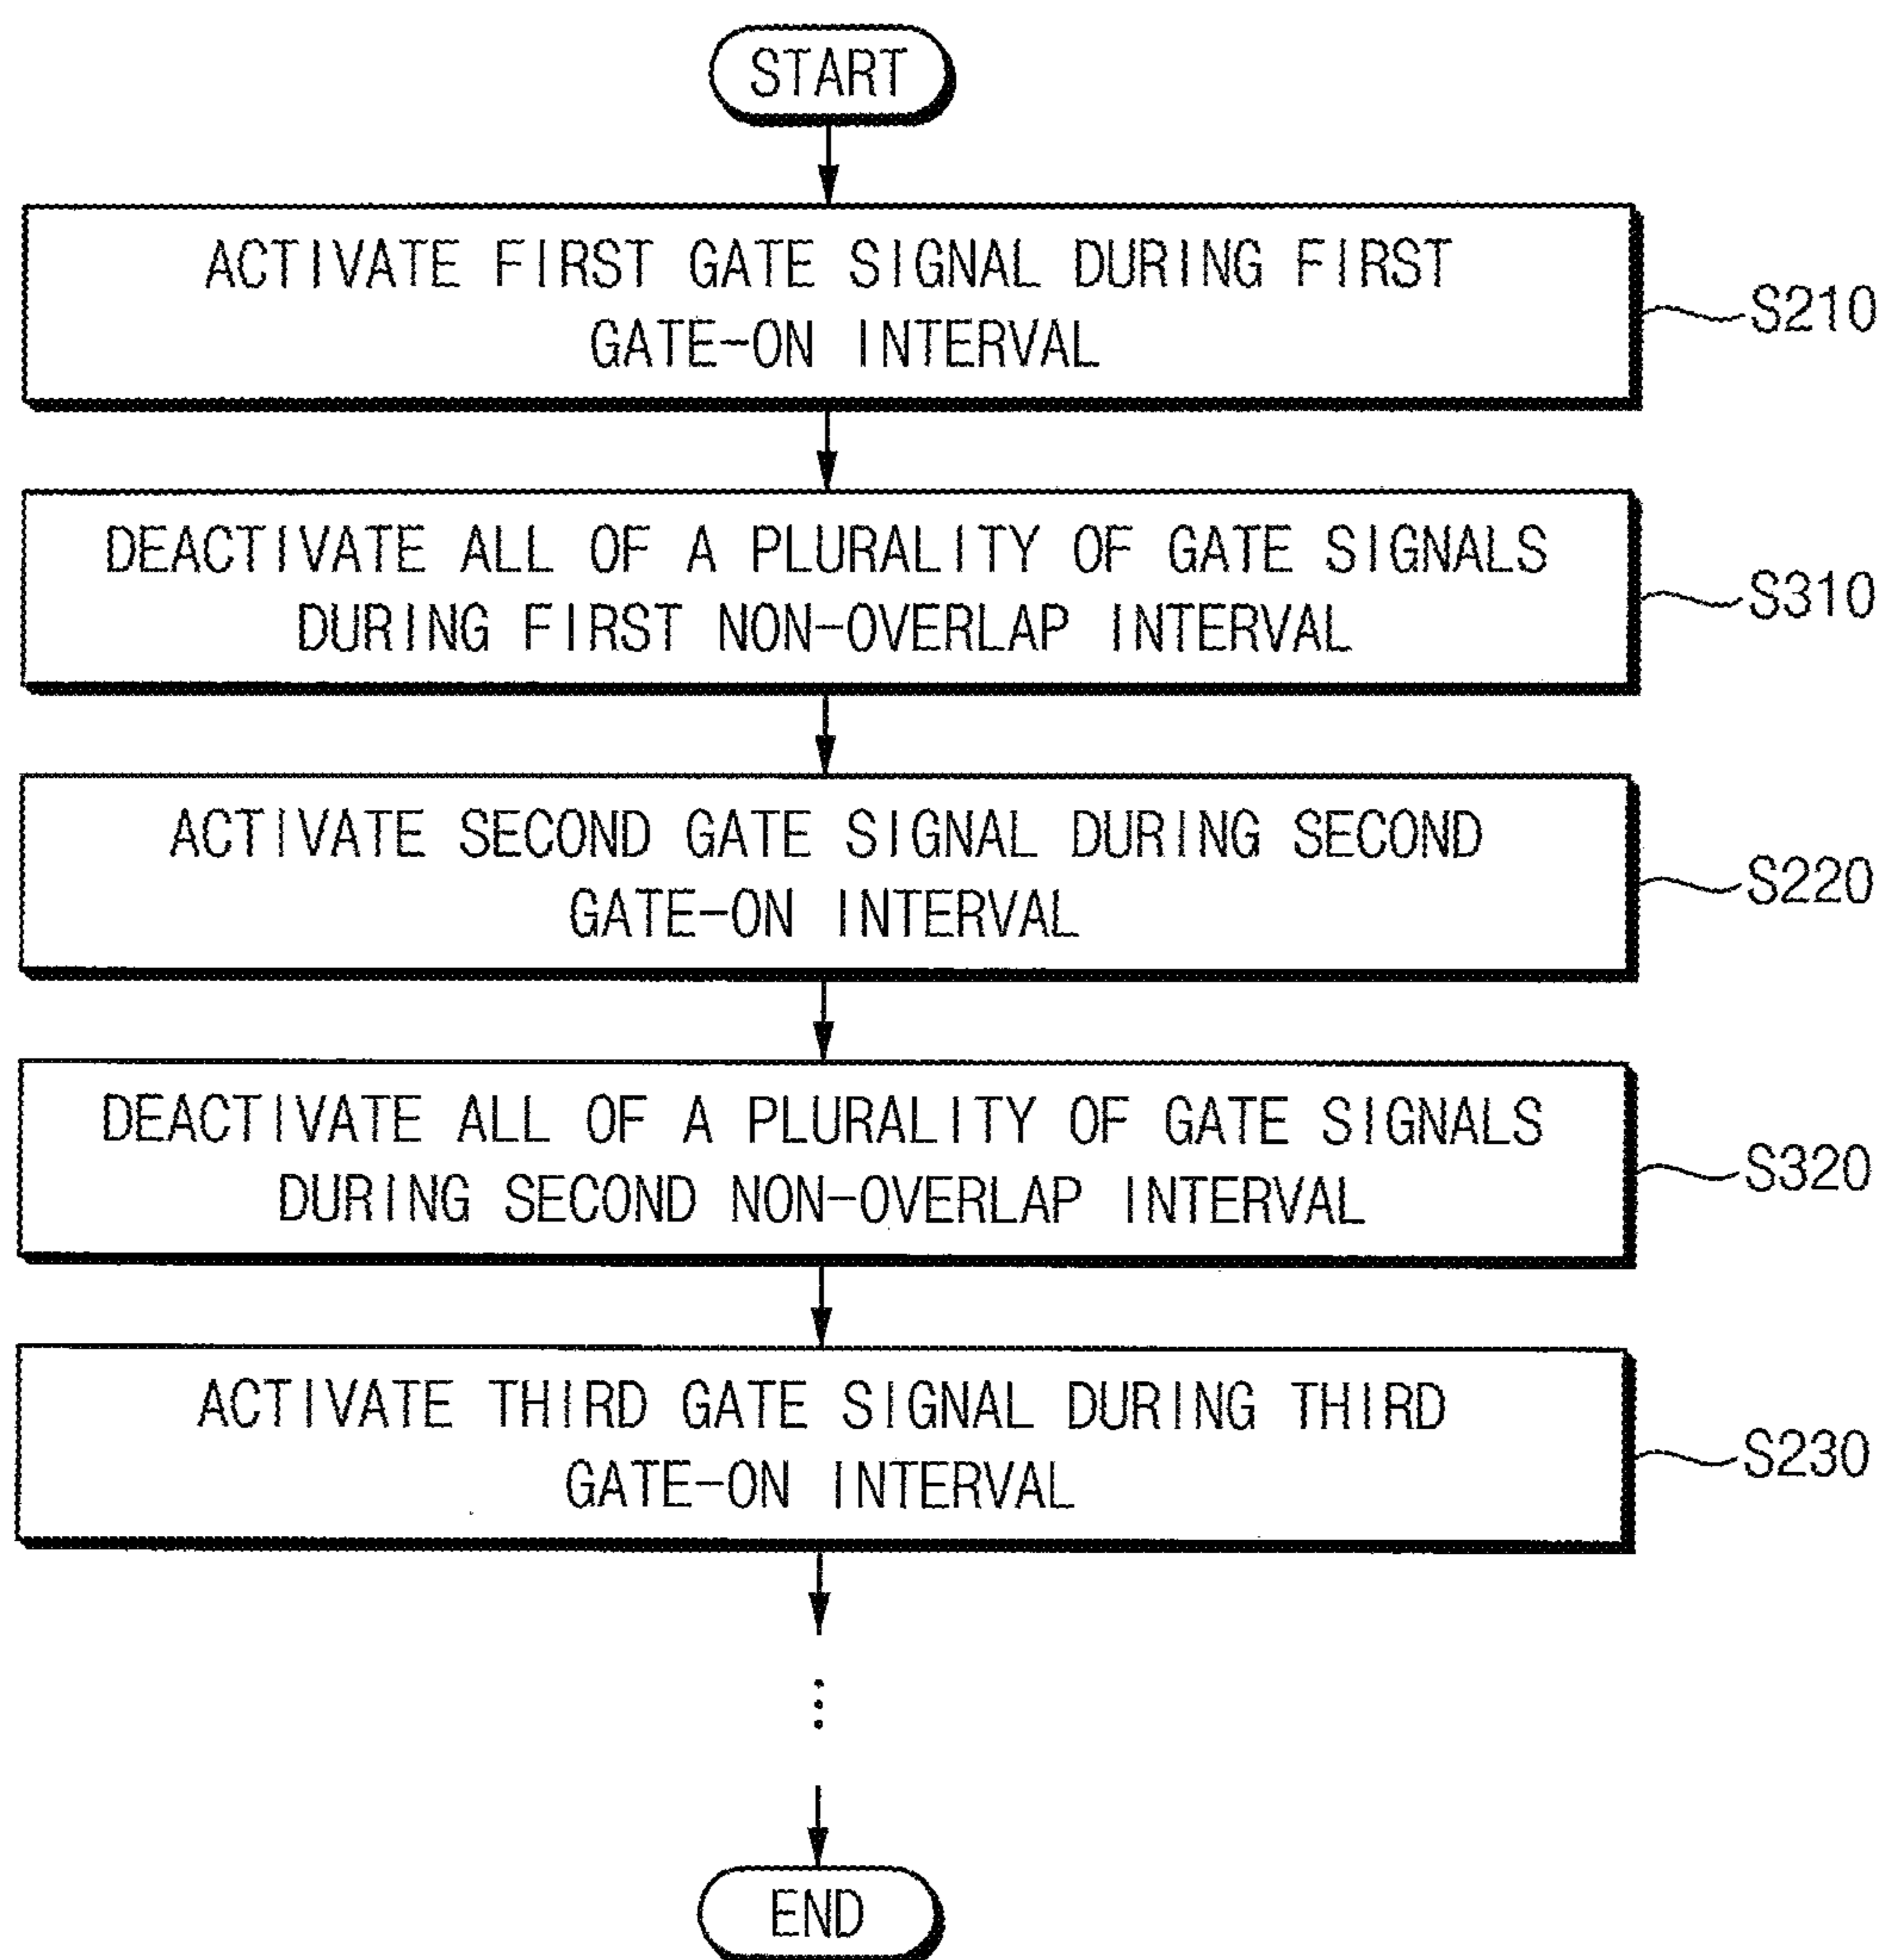 START
ACTIVATE FIRST GATE SIGNAL DURING FIRST
GATE-ON INTERVAL
S210
DEACTIVATE ALL OF A PLURALITY OF GATE SIGNALS
DURING FIRST NON-OVERLAP INTERVAL
S310
ACTIVATE SECOND GATE SIGNAL DURING SECOND
GATE-ON INTERVAL
S220
DEACTIVATE ALL OF A PLURALITY OF GATE SIGNALS
DURING SECOND NON-OVERLAP INTERVAL
S320
ACTIVATE THIRD GATE SIGNAL DURING THIRD
GATE-ON INTERVAL
S230
END